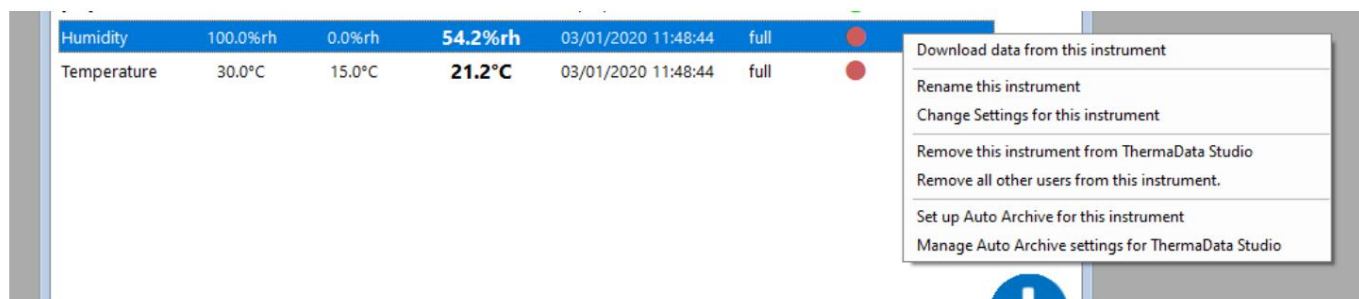 Humidity 100.0%rh 0.0%rh 54.2%rh 03/01/2020 11:48:44 full
Temperature 30.0°C 15.0°C 21.2°C 03/01/2020 11:48:44 full
Download data from this instrument
Rename this instrument
Change Settings for this instrument
Remove this instrument from ThermaData Studio
Remove all other users from this instrument.
Set up Auto Archive for this instrument
Manage Auto Archive settings for ThermaData Studio